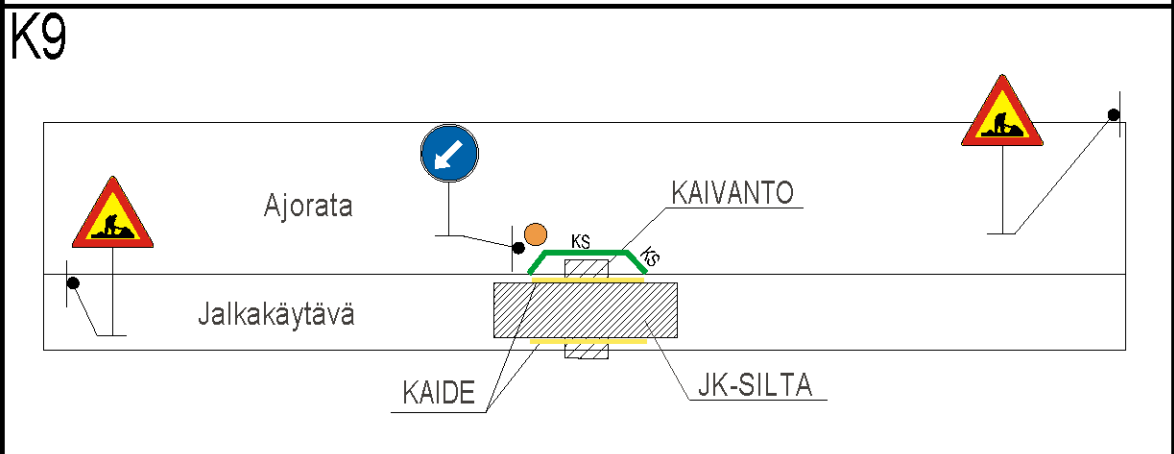 K9
Ajorata
KAIVANTO
KS
KS
Jalkakäytävä
KAIDE
JK-SILTA